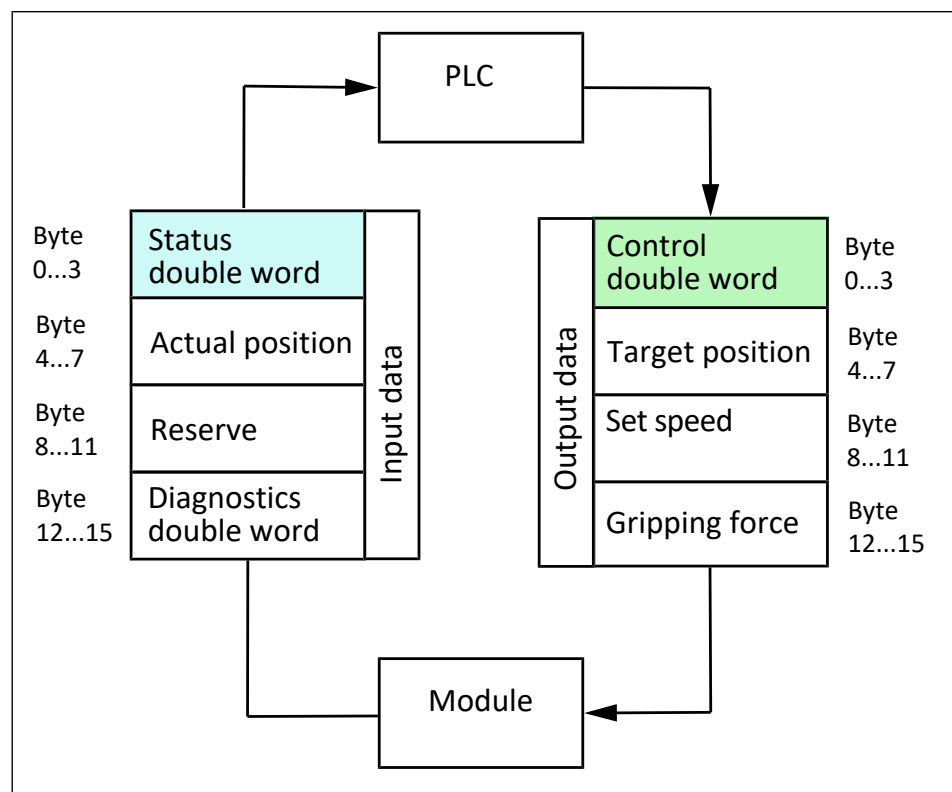 PLC
Byte
0...3
Status
double word
Byte
4...7
Actual position
Byte
8...11
Reserve
Byte
12...15
Diagnostics
double word
Input data
Output data
Control
double word
Byte
0...3
Target position
Byte
4...7
Set speed
Byte
8...11
Gripping force
Byte
12...15
Module